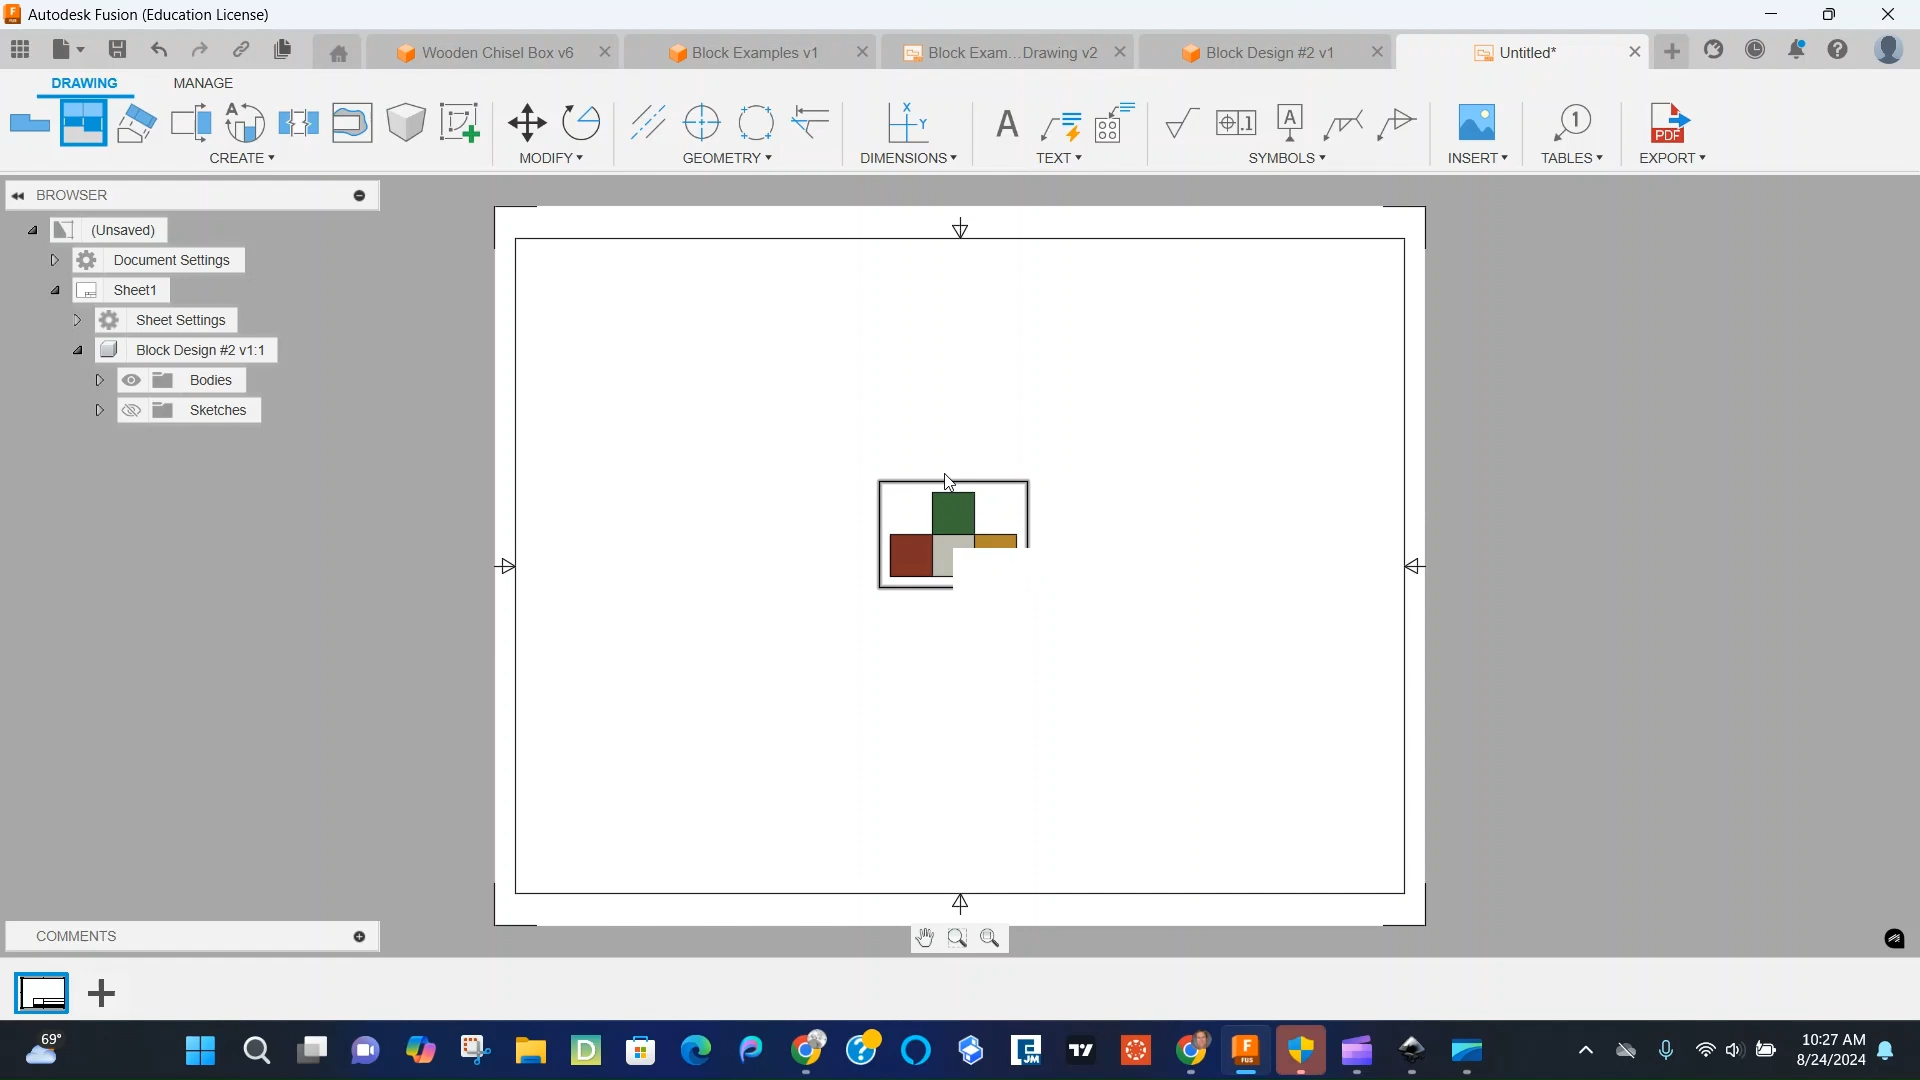 Autodesk Fusion (Education License)
Wooden Chisel Box v6
Block Examples v1
Block Exam...Drawing v2
Block Design #2 v1
Untitled*
DRAWING
MANAGE
CREATE
MODIFY
GEOMETRY
DIMENSIONS
TEXT
SYMBOLS
INSERT
TABLES
EXPORT
BROWSER
(Unsaved)
Document Settings
Sheet1
Sheet Settings
Block Design #2 v1:1
Bodies
Sketches
COMMENTS
69°
10:27 AM
8/24/2024